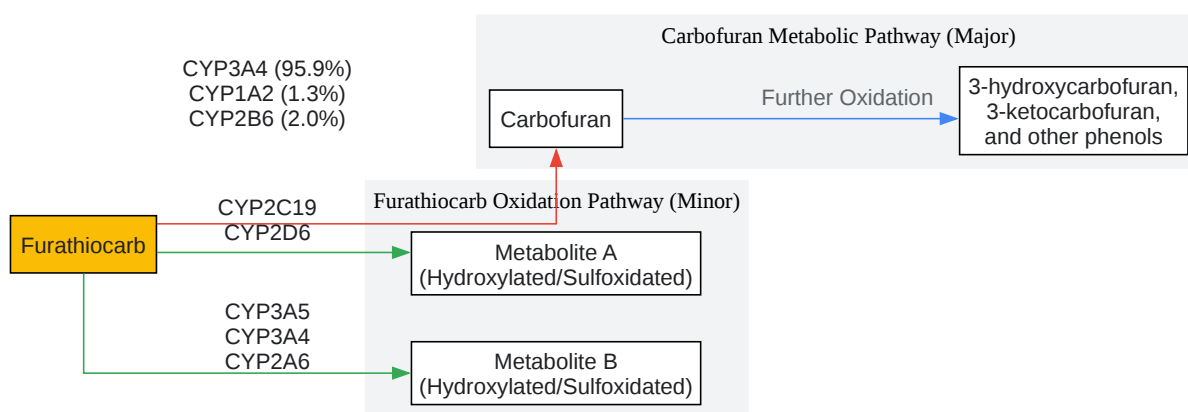 Carbofuran Metabolic Pathway (Major)
CYP3A4 (95.9%)
CYP1A2 (1.3%)
CYP2B6 (2.0%)
Carbofuran
Further Oxidation
3-hydroxycarbofuran,
3-ketocarbofuran,
and other phenols
Furathiocarb Oxidation Pathway (Minor)
CYP2C19
CYP2D6
Furathiocarb
Metabolite A
(Hydroxylated/Sulfoxidated)
CYP3A5
CYP3A4
CYP2A6
Metabolite B
(Hydroxylated/Sulfoxidated)